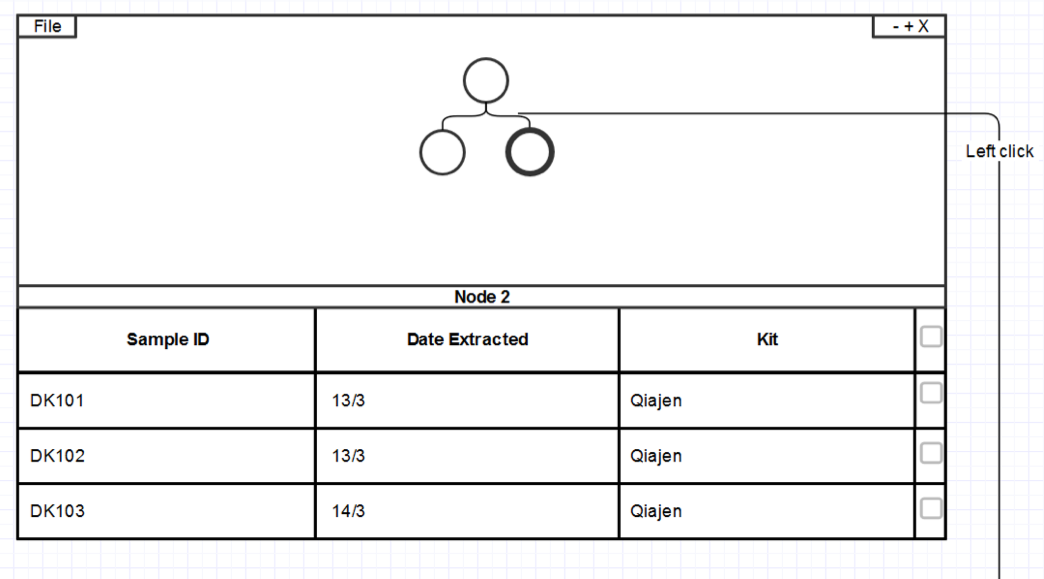 File
- + X
Left click
Node 2
Sample ID Date Extracted Kit
DK101 13/3 Qiajen
DK102 13/3 Qiajen
DK103 14/3 Qiajen